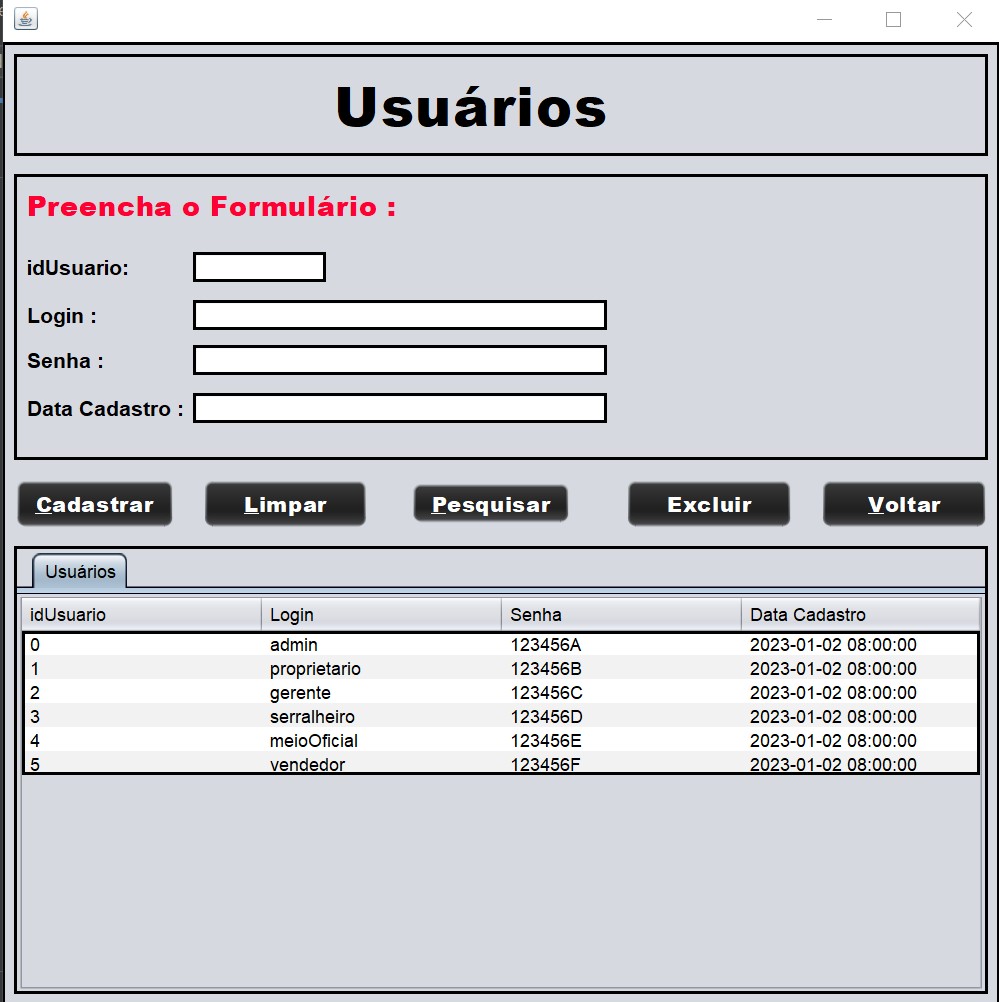 Usuários
Preencha o Formulário :
idUsuario:
Login :
Senha :
Data Cadastro :
Cadastrar Limpar Pesquisar Excluir Voltar
Usuários
idUsuario Login Senha Data Cadastro
0 admin 123456A 2023-01-02 08:00:00
1 proprietario 123456B 2023-01-02 08:00:00
2 gerente 123456C 2023-01-02 08:00:00
3 serralheiro 123456D 2023-01-02 08:00:00
4 meioOficial 123456E 2023-01-02 08:00:00
5 vendedor 123456F 2023-01-02 08:00:00